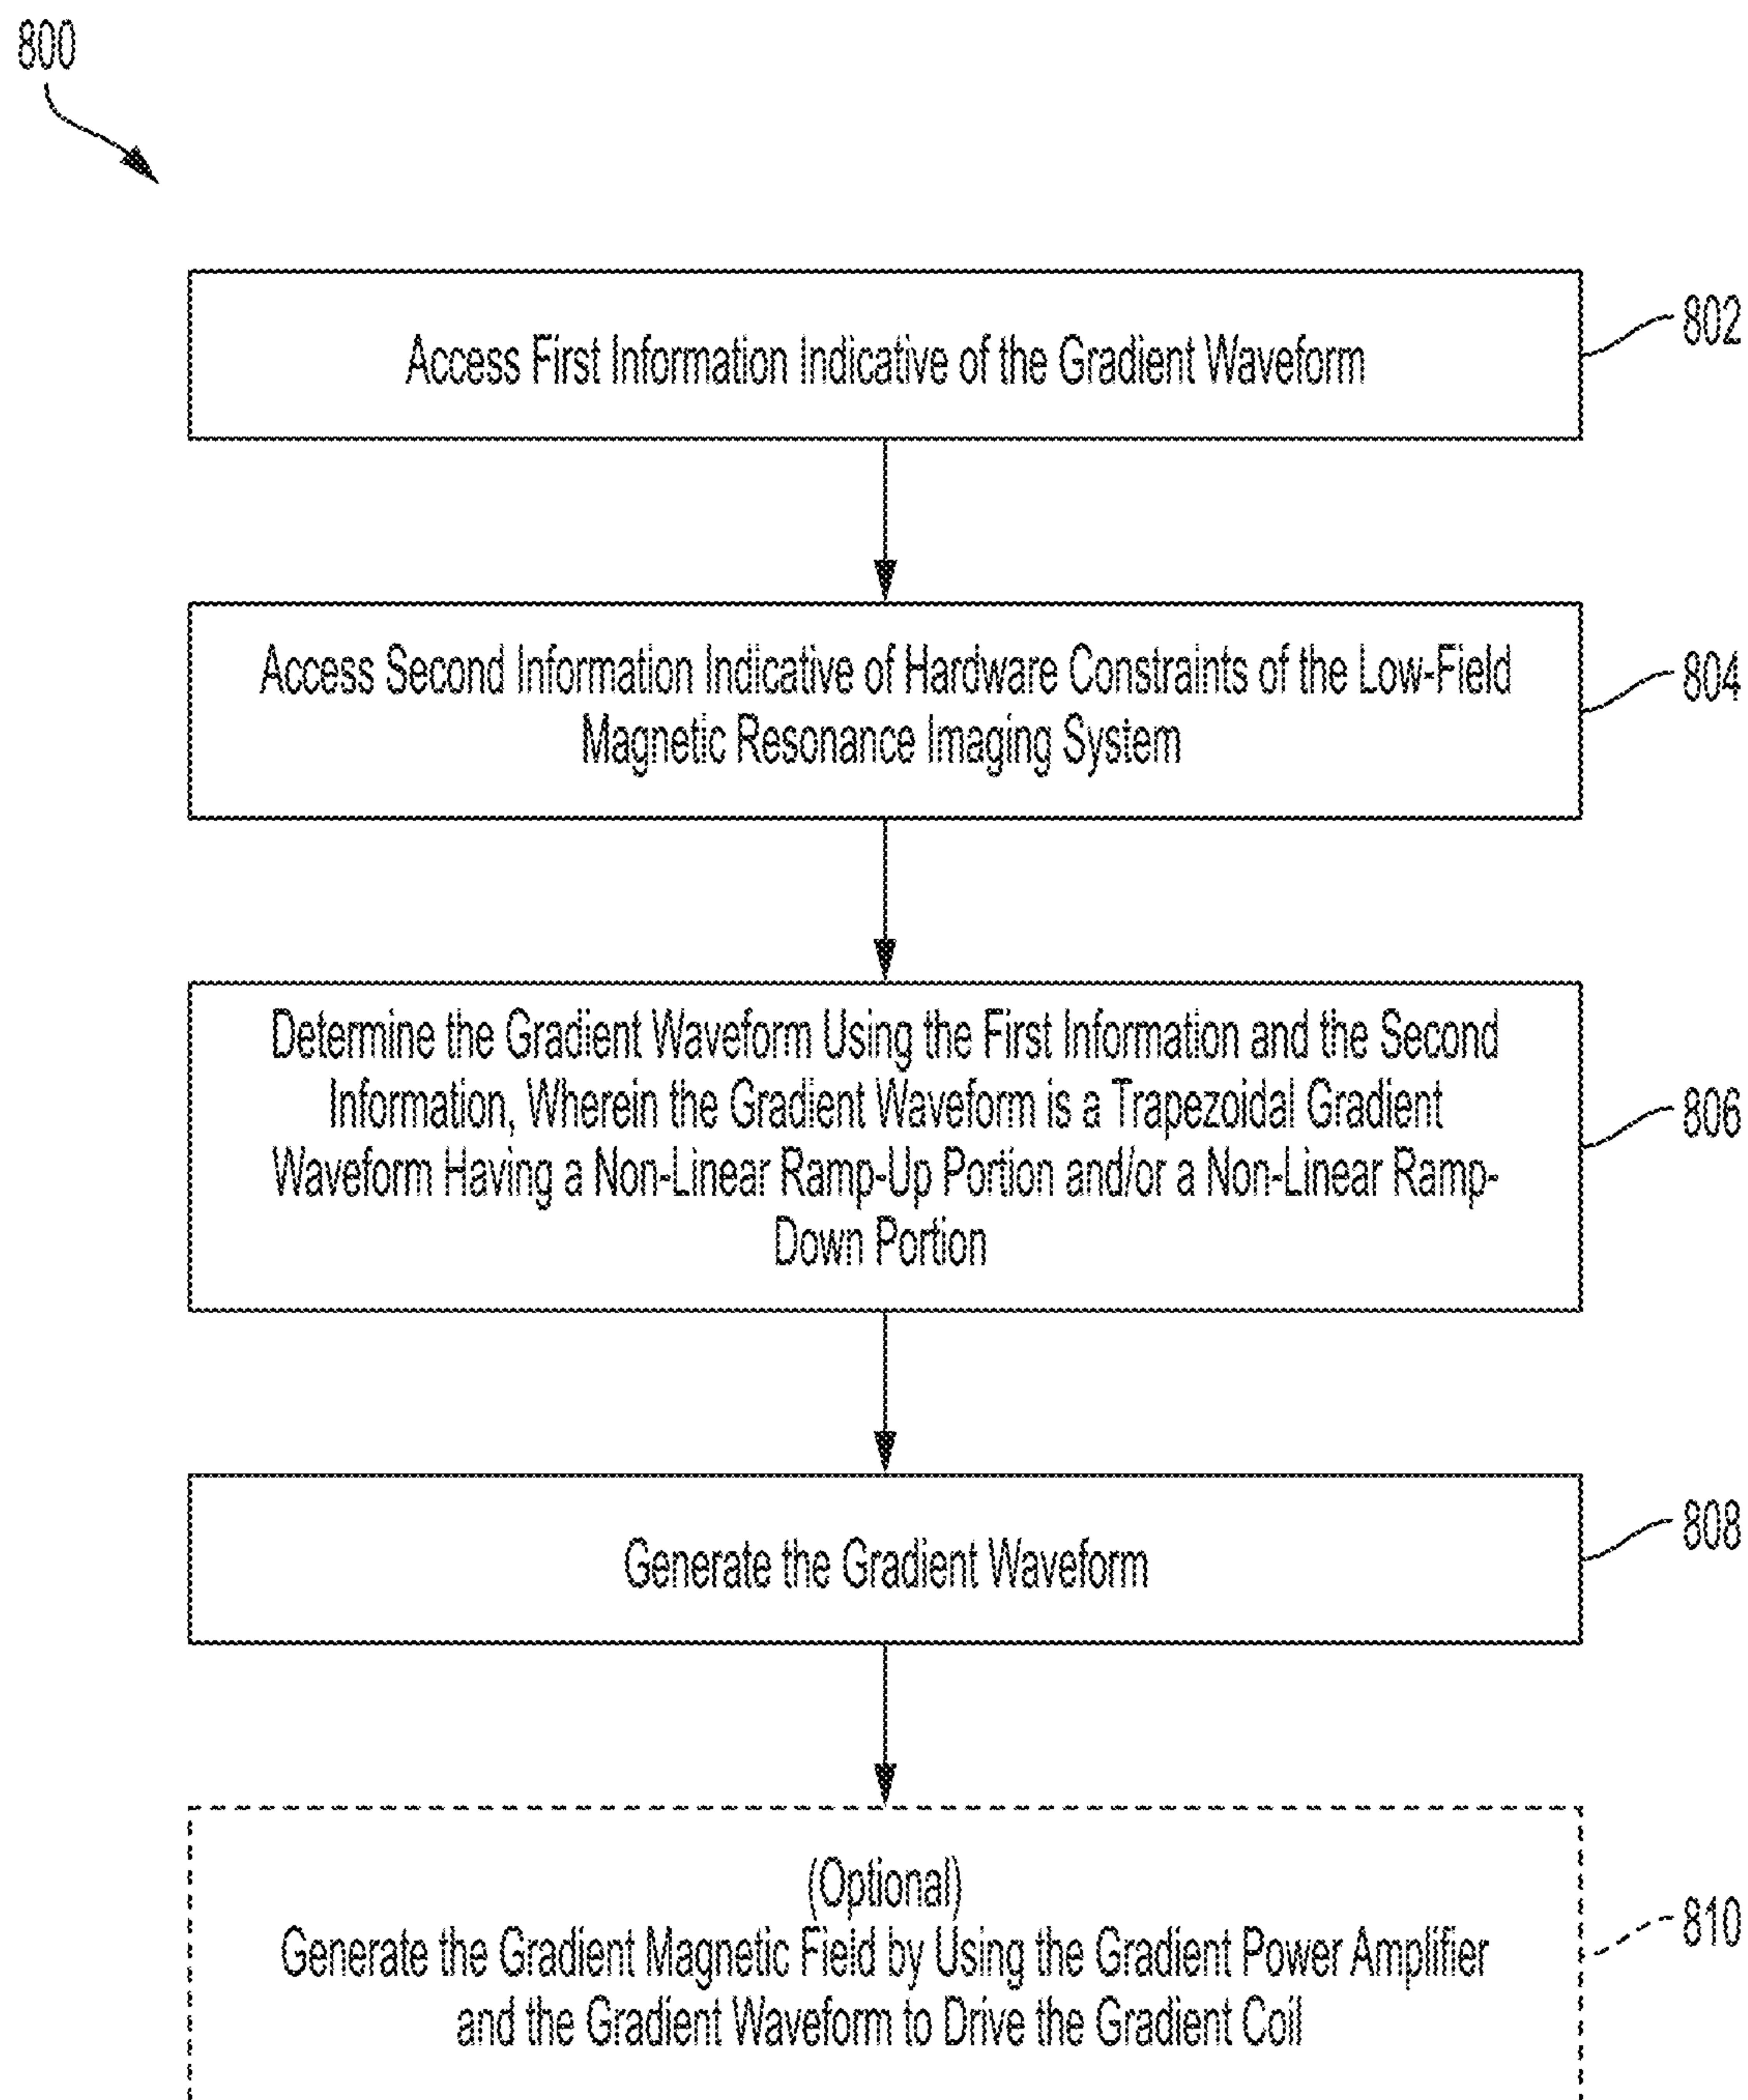 800
Access First Information Indicative of the Gradient Waveform
802
Access Second Information Indicative of Hardware Constraints of the Low-Field
Magnetic Resonance Imaging System
804
Determine the Gradient Waveform Using the First Information and the Second
Information, Wherein the Gradient Waveform is a Trapezoidal Gradient
Waveform Having a Non-Linear Ramp-Up Portion and/or a Non-Linear Ramp-
Down Portion
806
Generate the Gradient Waveform
808
(Optional)
Generate the Gradient Magnetic Field by Using the Gradient Power Amplifier
and the Gradient Waveform to Drive the Gradient Coil
810